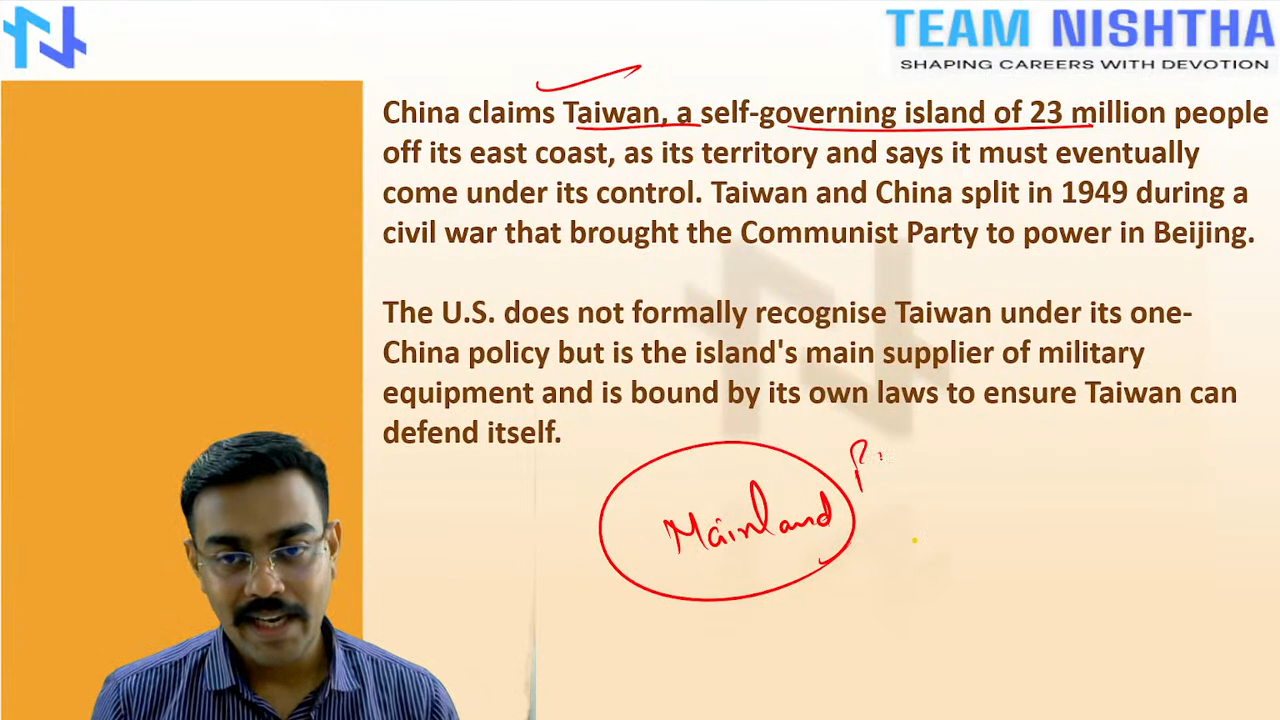 TEAM NISHTHA
SHAPING CAREERS WITH DEVOTION
China claims Taiwan, a self-governing island of 23 million people
off its east coast, as its territory and says it must eventually
come under its control. Taiwan and China split in 1949 during a
civil war that brought the Communist Party to power in Beijing.
The U.S. does not formally recognise Taiwan under its one-
China policy but is the island's main supplier of military
equipment and is bound by its own laws to ensure Taiwan can
defend itself.
Mainland